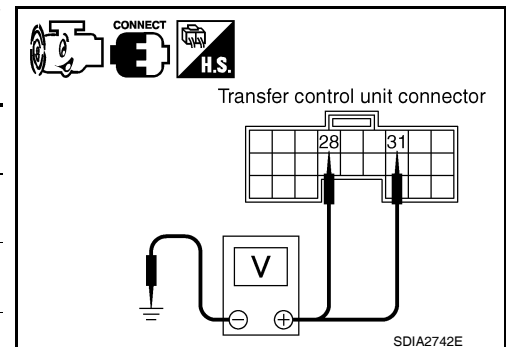 CONNECT
H.S.
Transfer control unit connector
28 31
V
− +
SDIA2742E